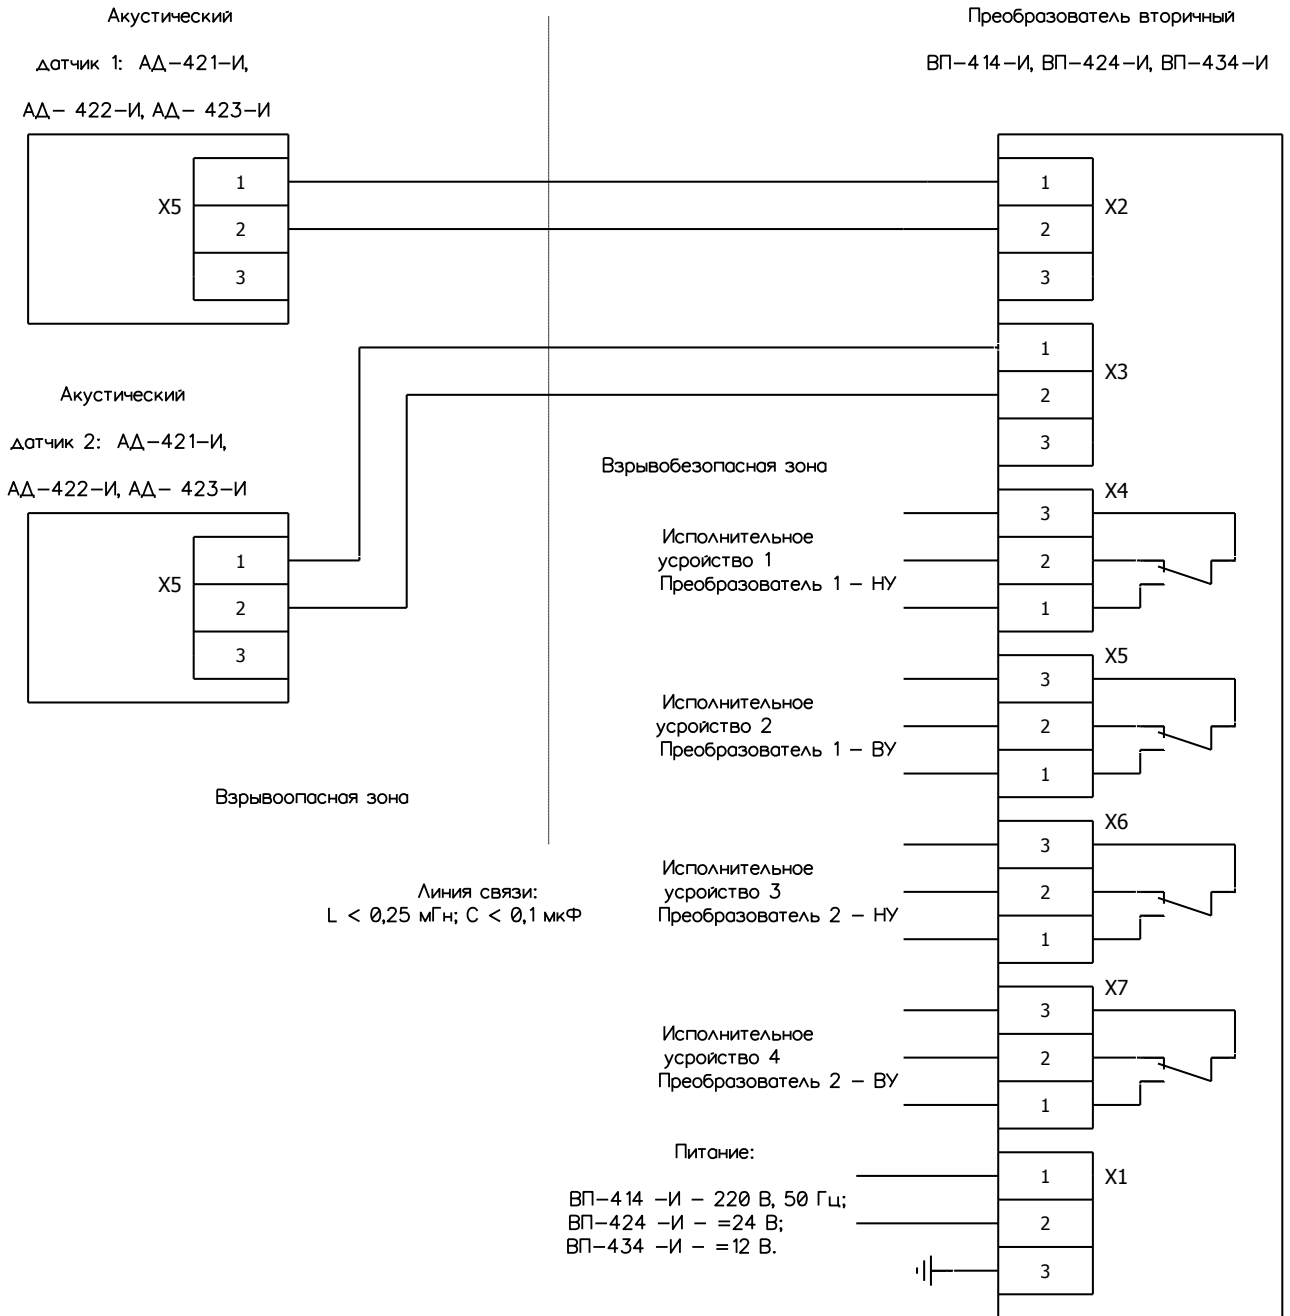 Акустический
датчик 1: АД-421-И,
АД- 422-И, АД- 423-И
Преобразователь вторичный
ВП-414-И, ВП-424-И, ВП-434-И
X5
1
2
3
1
2
3
X2
1
2
3
X3
Акустический
датчик 2: АД-421-И,
АД-422-И, АД- 423-И
X5
1
2
3
Взрывоопасная зона
Линия связи:
L < 0,25 мГн; С < 0,1 мкФ
Взрывобезопасная зона
Исполнительное
усройство 1
Преобразователь 1 - НУ
3
2
1
X4
Исполнительное
усройство 2
Преобразователь 1 - ВУ
3
2
1
X5
Исполнительное
усройство 3
Преобразователь 2 - НУ
3
2
1
X6
Исполнительное
усройство 4
Преобразователь 2 - ВУ
3
2
1
X7
Питание:
ВП-414 -И - 220 В, 50 Гц;
ВП-424 -И - =24 В;
ВП-434 -И - =12 В.
1
2
3
X1